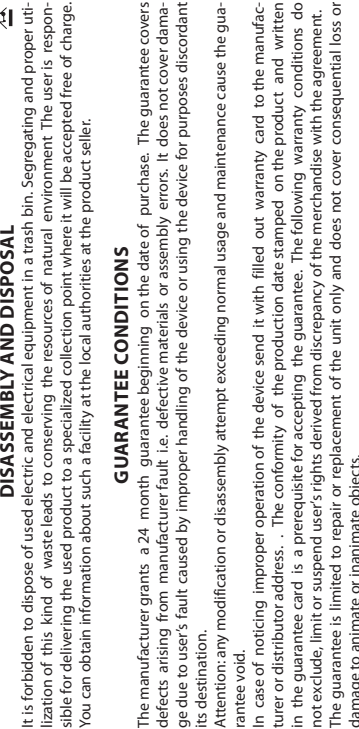 DISASSEMBLY AND DISPOSAL
It is forbidden to dispose of used electric and electrical equipment in a trash bin. Segregating and proper uti-
lization of this kind of waste leads to conserving the resources of natural environment The user is respon-
sible for delivering the used product to a specialized collection point where it will be accepted free of charge.
You can obtain information about such a facility at the local authorities at the product seller.
GUARANTEE CONDITIONS
The manufacturer grants a 24 month guarantee beginning on the date of purchase. The guarantee covers
defects arising from manufacturer fault i.e. defective materials or assembly errors. It does not cover dama-
ge due to user's fault caused by improper handling of the device or using the device for purposes discordant
its destination.
Attention: any modification or disassembly attempt exceeding normal usage and maintenance cause the gua-
rantee void.
In case of noticing improper operation of the device send it with filled out warranty card to the manufac-
turer or distributor address. . The conformity of the production date stamped on the product and written
in the guarantee card is a prerequisite for accepting the guarantee. The following warranty conditions do
not exclude, limit or suspend user's rights derived from discrepancy of the merchandise with the agreement.
The guarantee is limited to repair or replacement of the unit only and does not cover consequential loss or
damage to animate or inanimate objects.